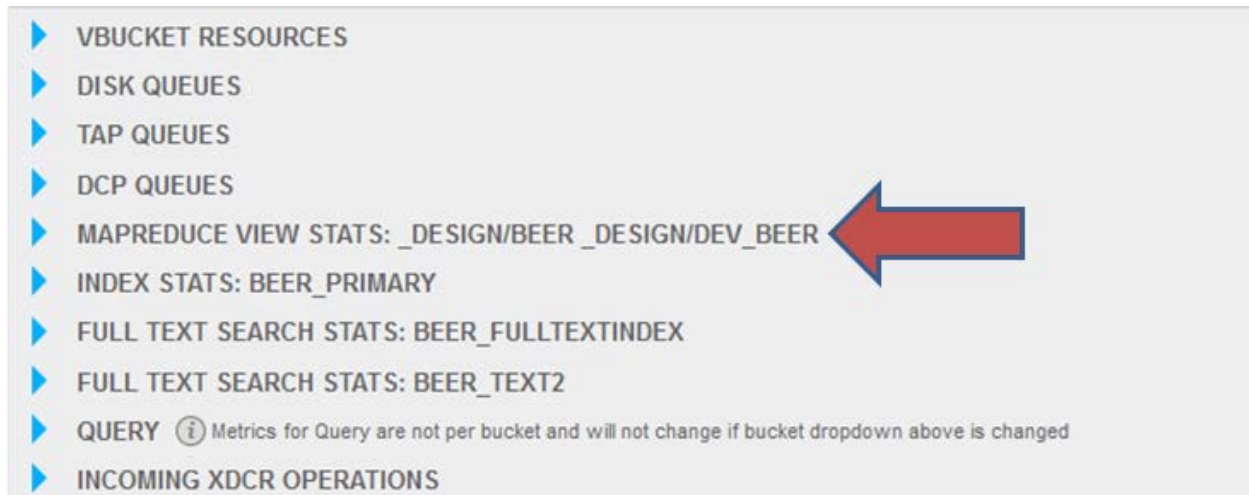 VBUCKET RESOURCES
DISK QUEUES
TAP QUEUES
DCP QUEUES
MAPREDUCE VIEW STATS: _DESIGN/BEER _DESIGN/DEV_BEER
INDEX STATS: BEER_PRIMARY
FULL TEXT SEARCH STATS: BEER_FULLTEXTINDEX
FULL TEXT SEARCH STATS: BEER_TEXT2
QUERY i Metrics for Query are not per bucket and will not change if bucket dropdown above is changed
INCOMING XDCR OPERATIONS